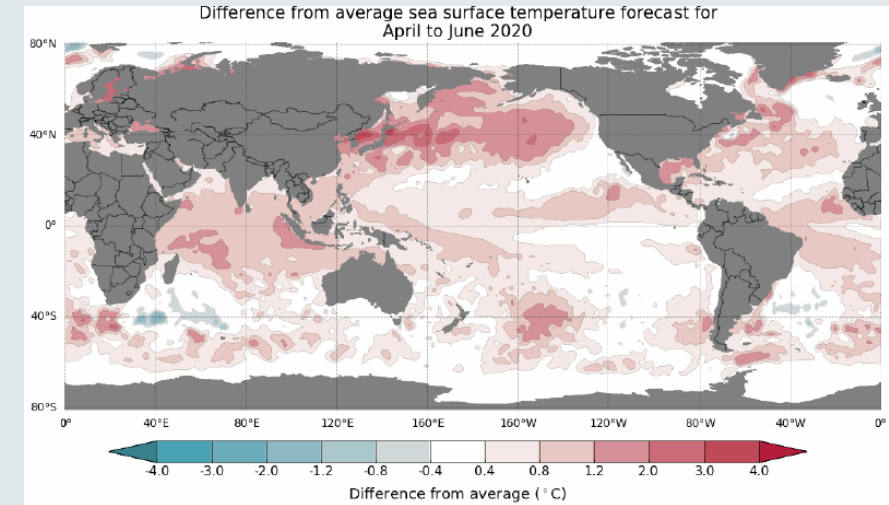 Difference from average sea surface temperature forecast for
April to June 2020
80°N
40°N
0°
40°S
80°S
0° 40°E 80°E 120°E 160°E 160°W 120°W 80°W 40°W 0°
-4.0 -3.0 -2.0 -1.2 -0.8 -0.4 0.4 0.8 1.2 2.0 3.0 4.0
Difference from average (°C)